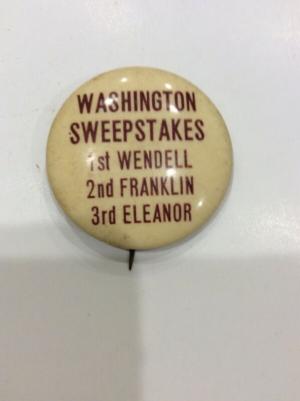 WASHINGTON
SWEEPSTAKES
1st WENDELL
2nd FRANKLIN
3rd ELEANOR